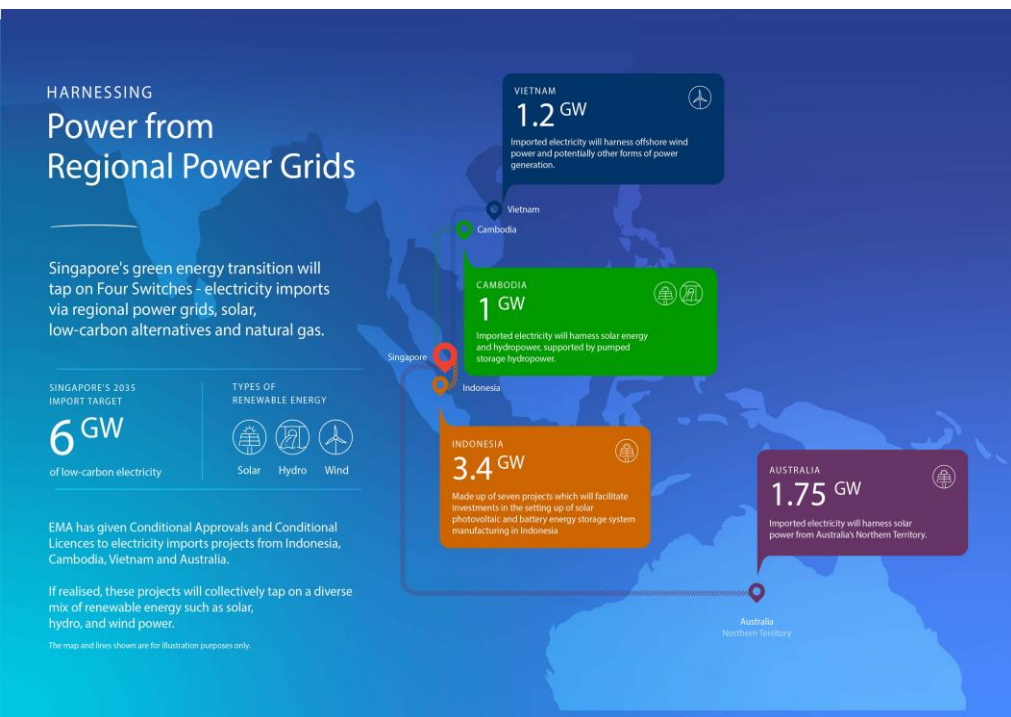 HARNESSING
Power from
Regional Power Grids
Singapore's green energy transition will
tap on Four Switches - electricity imports
via regional power grids, solar,
low-carbon alternatives and natural gas.
SINGAPORE'S 2035
IMPORT TARGET
6 GW
of low-carbon electricity
TYPES OF
RENEWABLE ENERGY
Solar Hydro Wind
EMA has given Conditional Approvals and Conditional
Licences to electricity imports projects from Indonesia,
Cambodia, Vietnam and Australia.
If realised, these projects will collectively tap on a diverse
mix of renewable energy such as solar,
hydro, and wind power.
The map and lines shown are for illustration purposes only.
VIETNAM
1.2 GW
Imported electricity will harness offshore wind
power and potentially other forms of power
generation.
Vietnam
Cambodia
CAMBODIA
1 GW
Imported electricity will harness solar energy
and hydropower, supported by pumped
storage hydropower.
Singapore
Indonesia
INDONESIA
3.4 GW
Made up of seven projects which will facilitate
investments in the setting up of solar
photovoltaic and battery energy storage system
manufacturing in Indonesia
AUSTRALIA
1.75 GW
Imported electricity will harness solar
power from Australia's Northern Territory.
Australia
Northern Territory